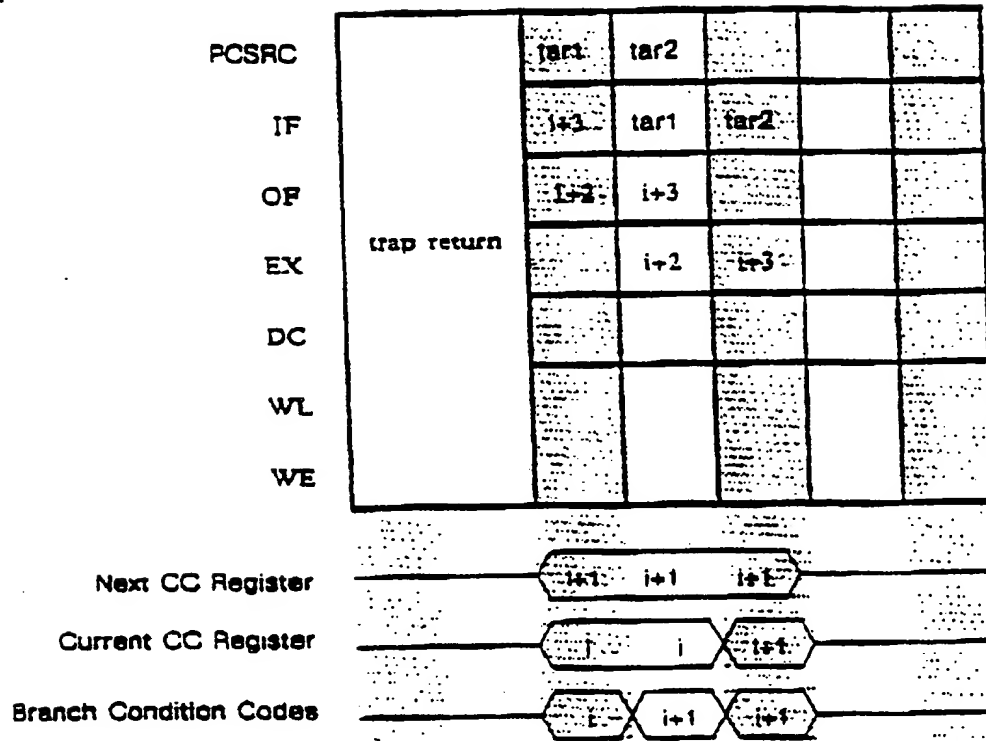 PCSRC tar1 tar2
IF i+3 tar1 tar2
OF i+2 i+3
trap return
EX i+2 i+3
DC
WL
WE
Next CC Register i+1 i+1 i+1
Current CC Register i i i+1
Branch Condition Codes i i+1 i+1